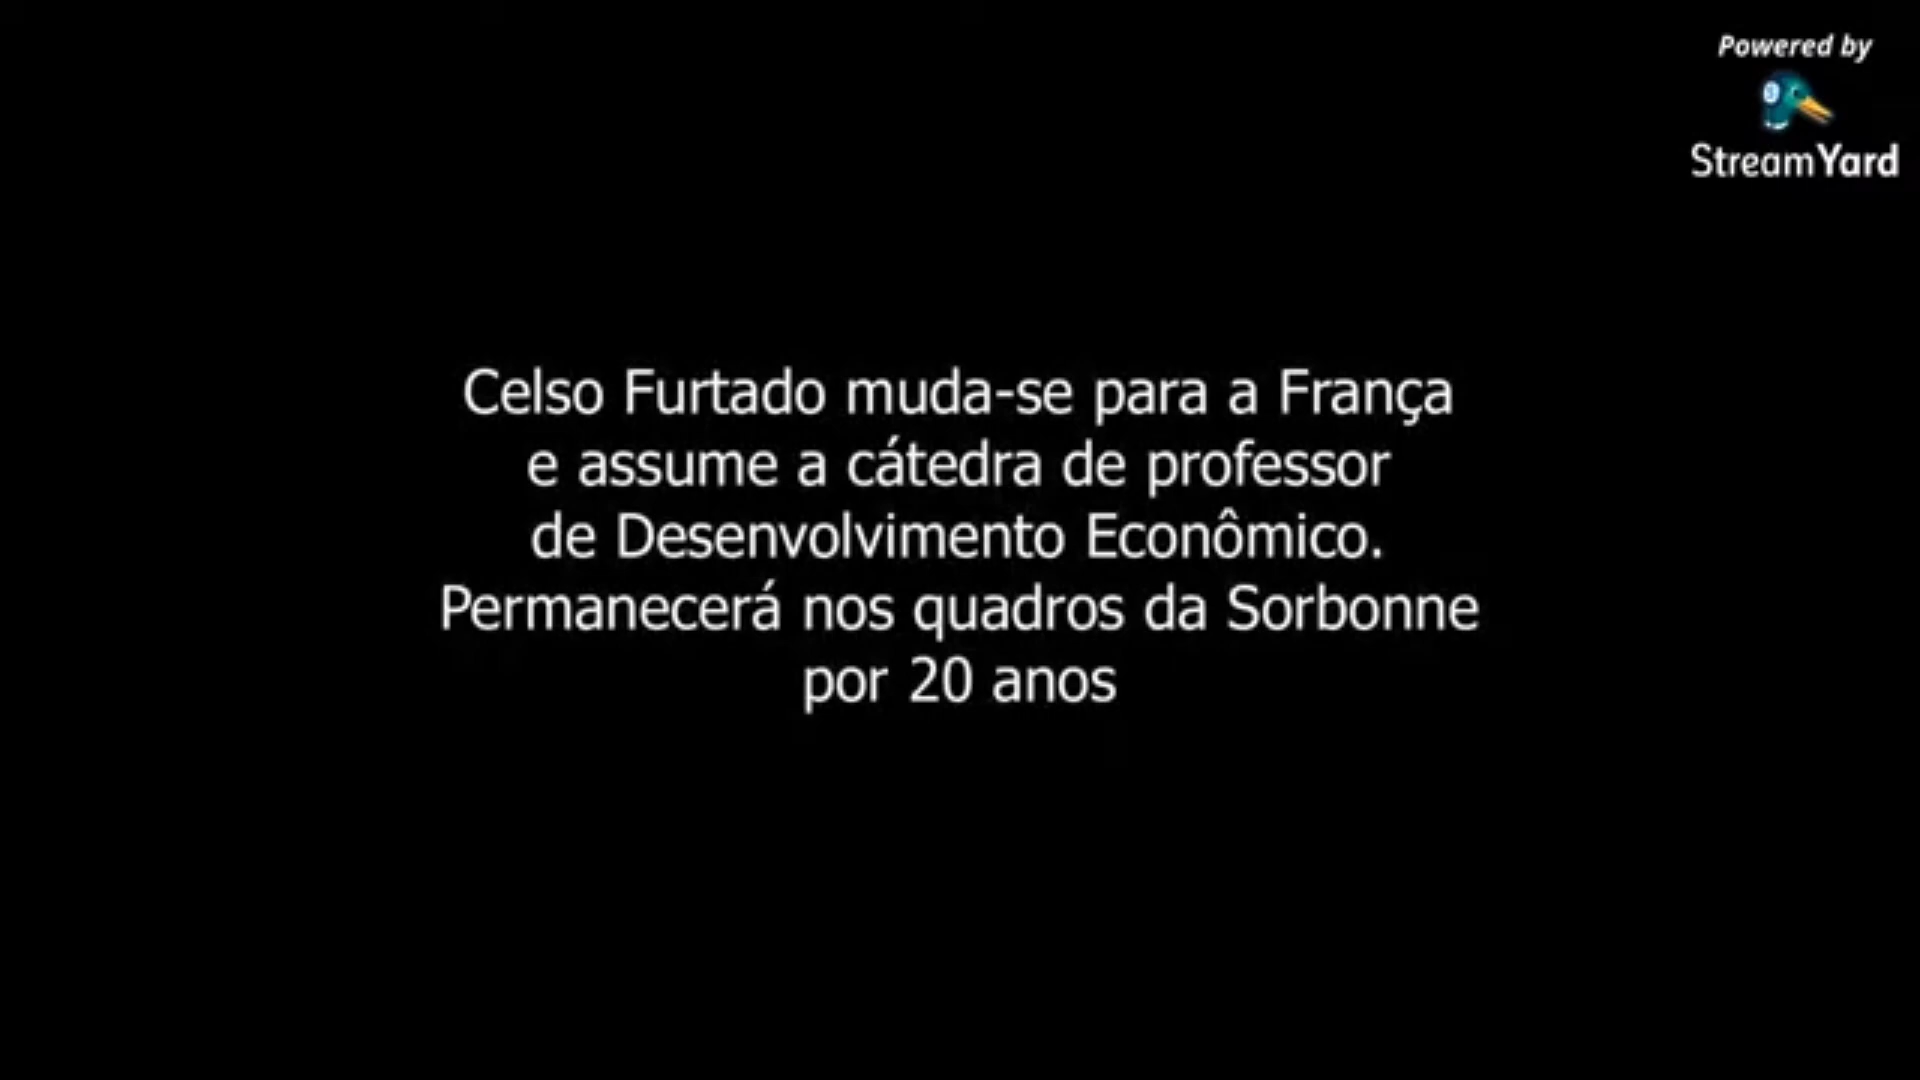 Powered by
StreamYard
Celso Furtado muda-se para a França
e assume a cátedra de professor
de Desenvolvimento Econômico.
Permanecerá nos quadros da Sorbonne
por 20 anos